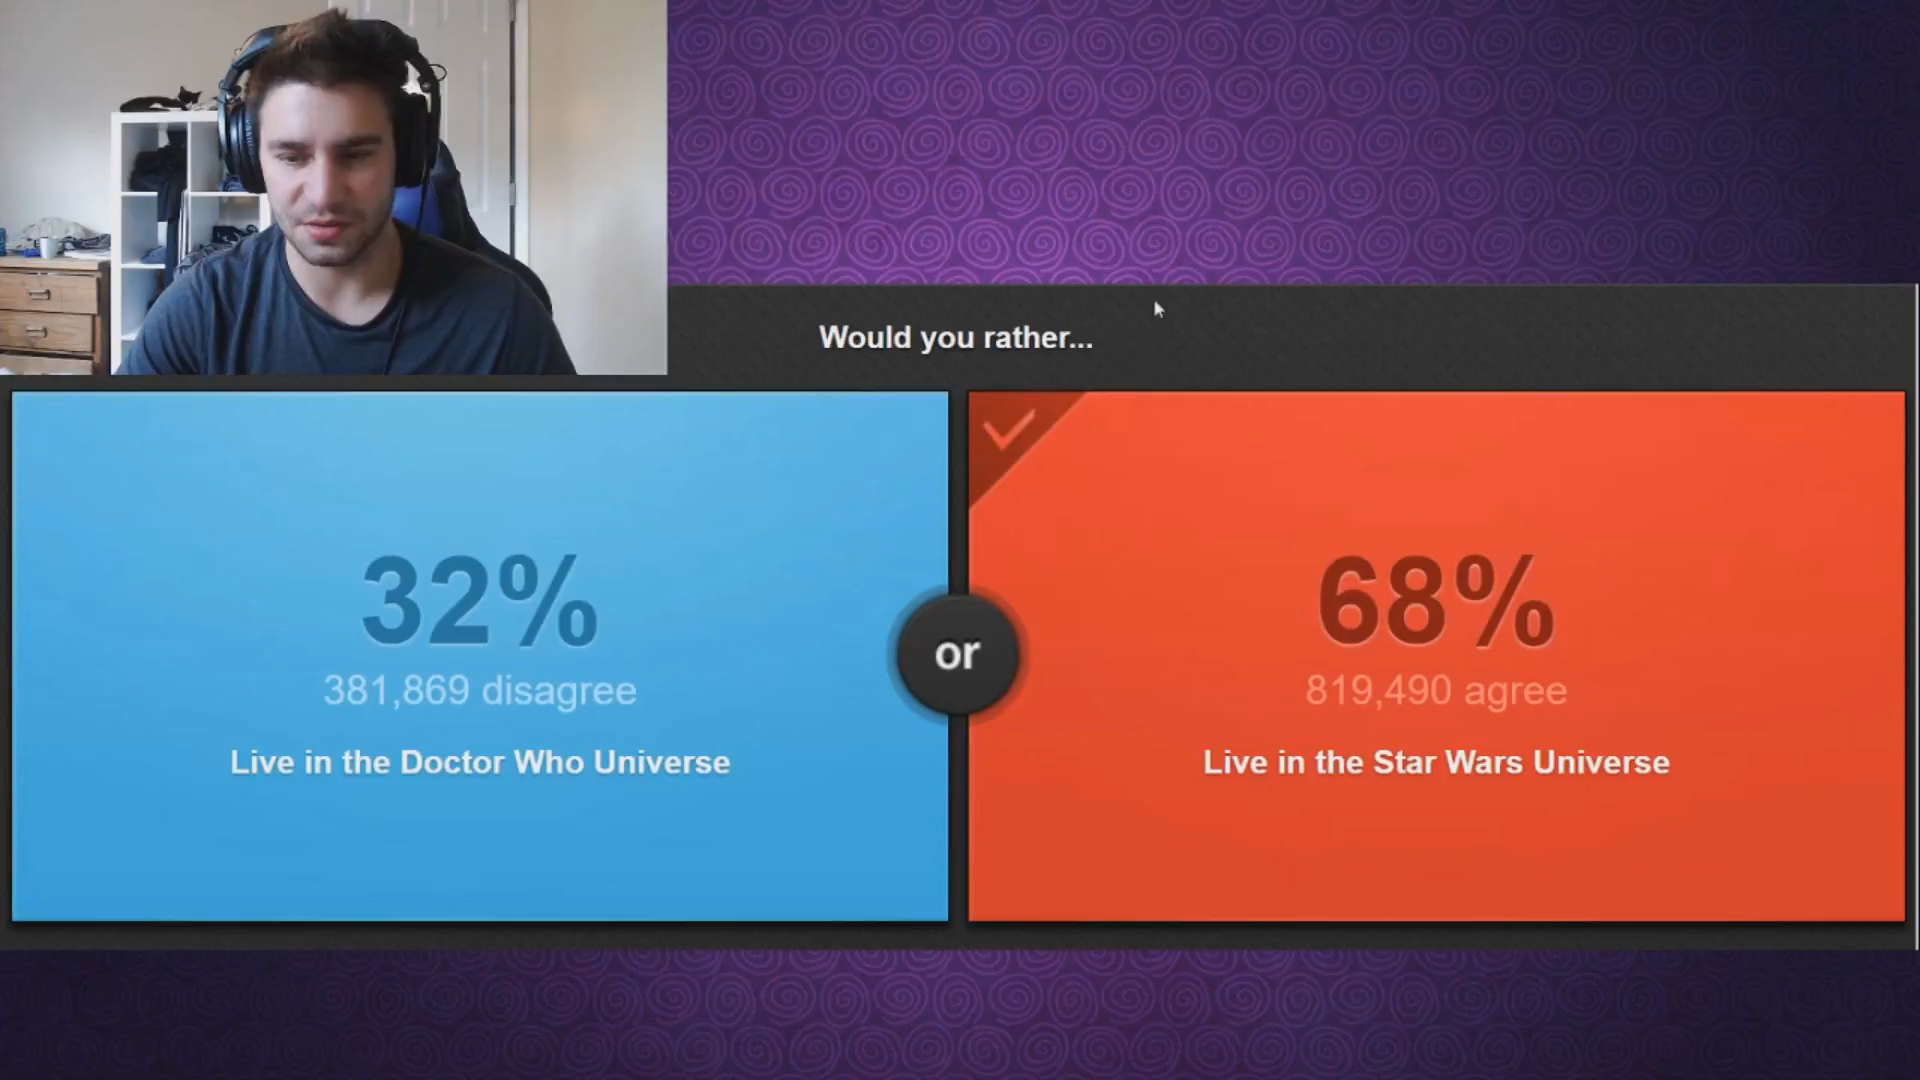 Would you rather...
32%
381,869 disagree
Live in the Doctor Who Universe
or
68%
819,490 agree
Live in the Star Wars Universe